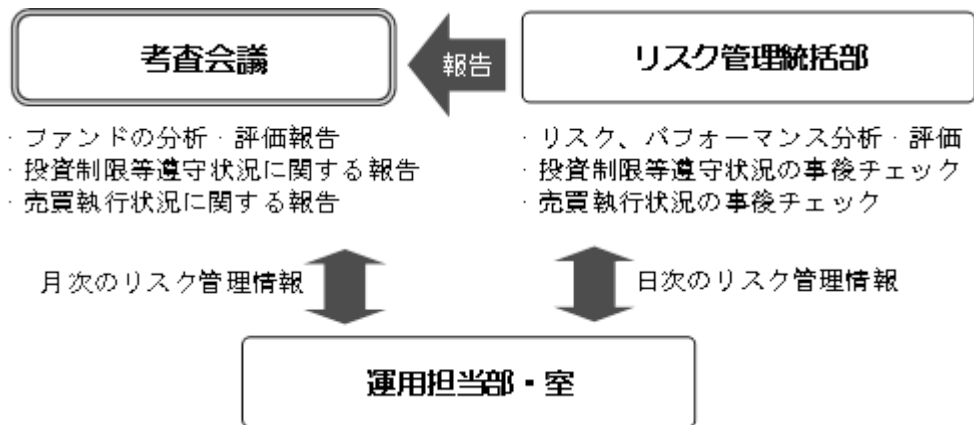 考査会議
報告
リスク管理統括部
・ファンドの分析・評価報告
・投資制限等遵守状況に関する報告
・売買執行状況に関する報告
・リスク、パフォーマンス分析・評価
・投資制限等遵守状況の事後チェック
・売買執行状況の事後チェック
月次のリスク管理情報
日次のリスク管理情報
運用担当部・室